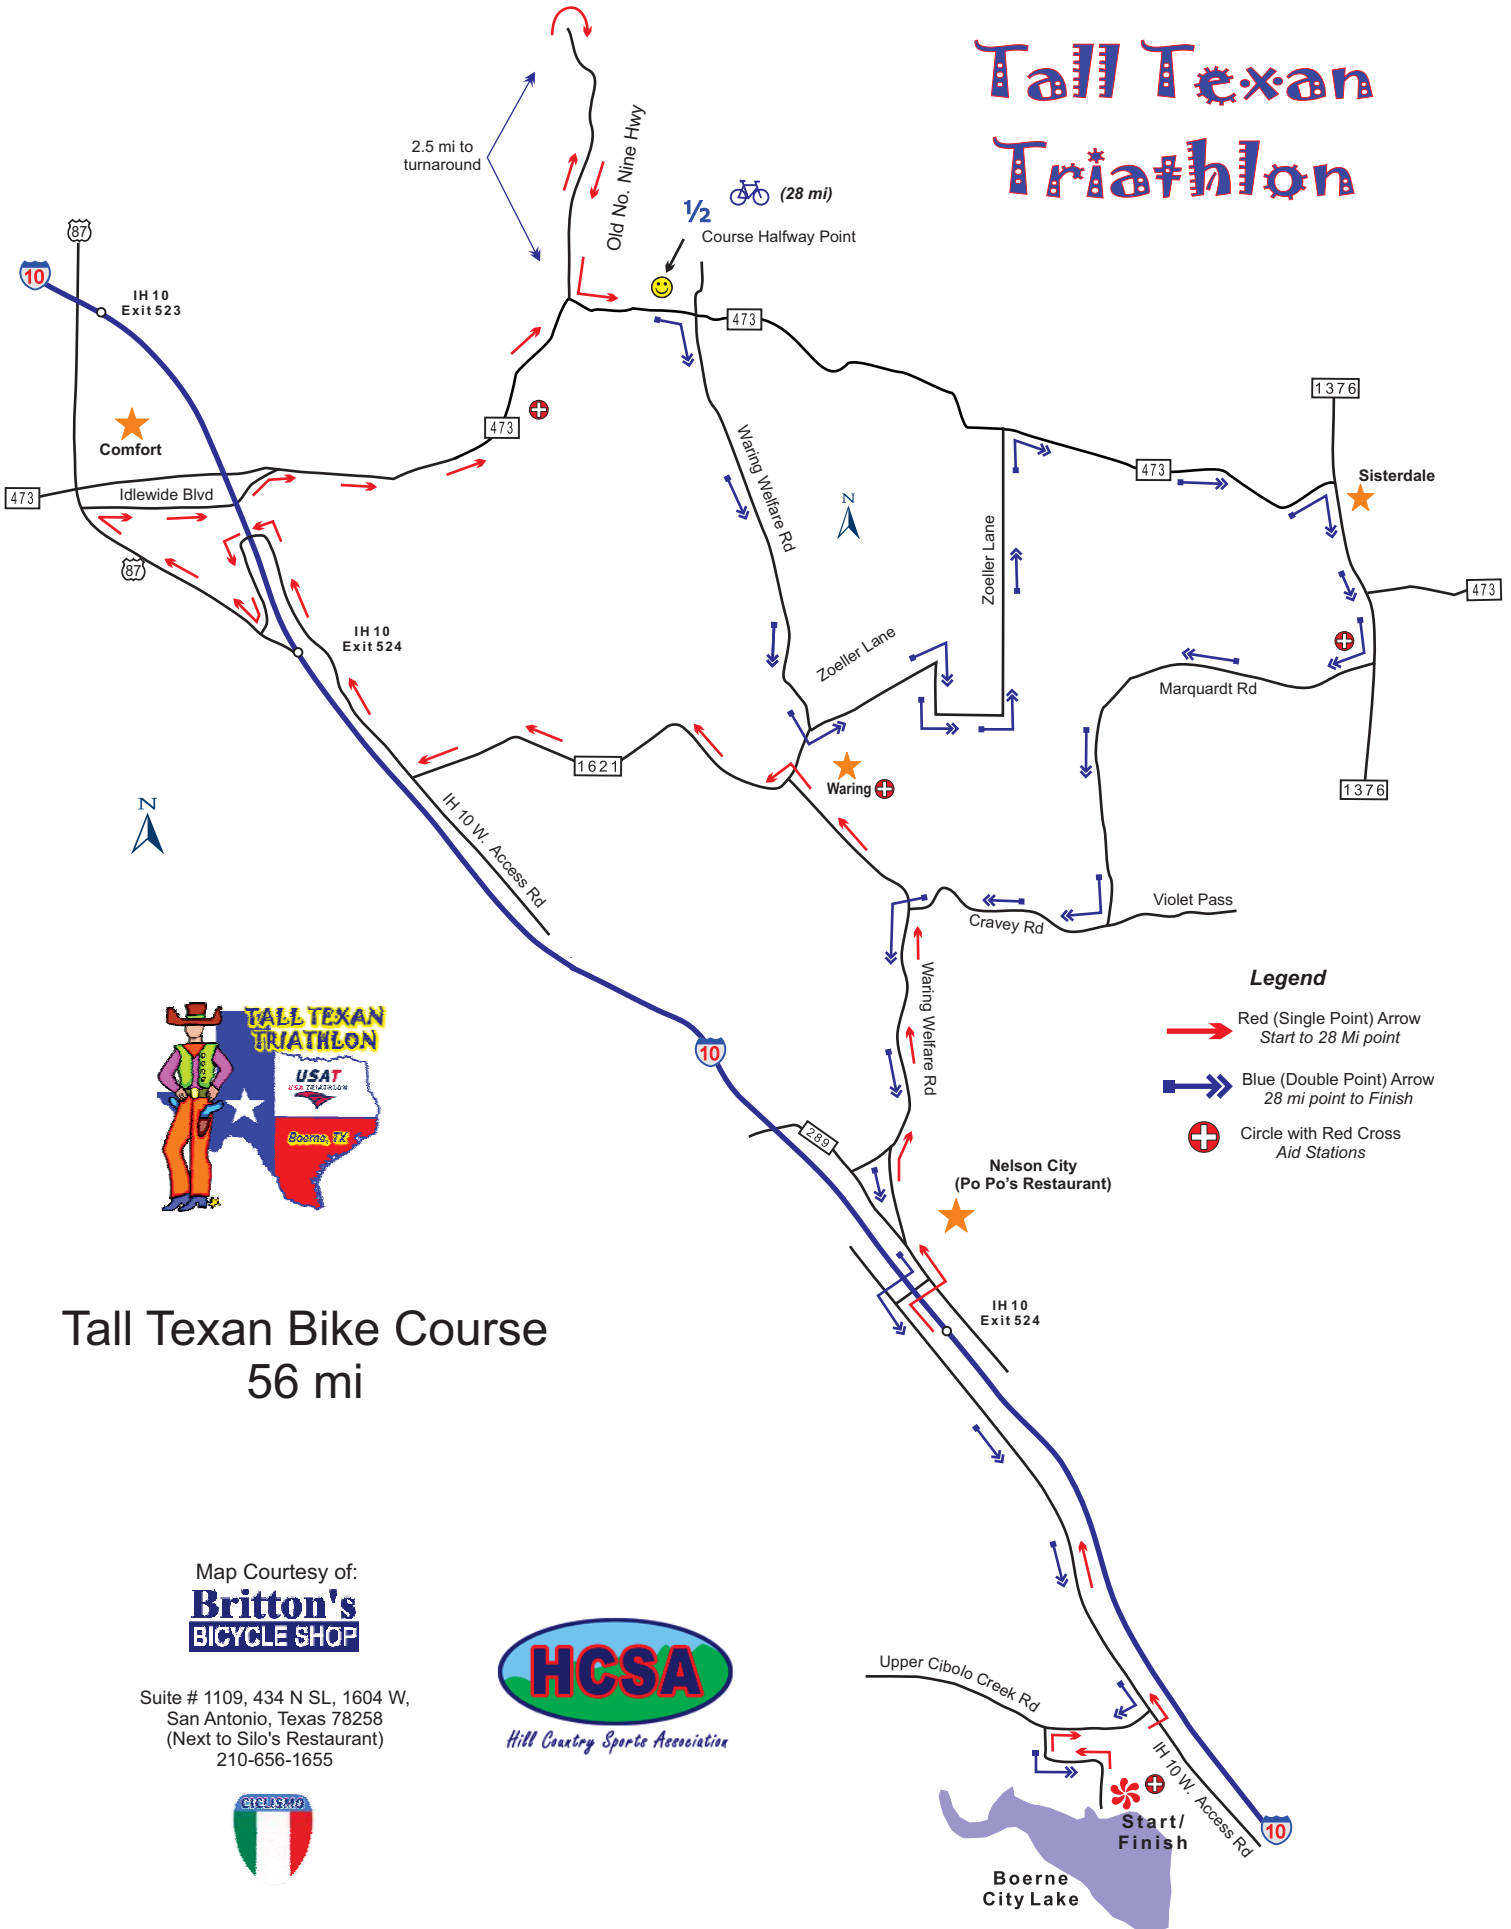 Tall Texan
Triathlon
2.5 mi to
turnaround
Old No. Nine Hwy
(28 mi)
½
Course Halfway Point
87
10
IH 10
Exit 523
473
Comfort
473
473
Idlewide Blvd
87
IH 10
Exit 524
Waring Welfare Rd
N
Zoeller Lane
Zoeller Lane
1376
473
Sisterdale
473
Marquardt Rd
1376
1621
Waring
N
IH 10 W. Access Rd
Violet Pass
Cravey Rd
Waring Welfare Rd
Legend
Red (Single Point) Arrow
Start to 28 Mi point
Blue (Double Point) Arrow
28 mi point to Finish
Circle with Red Cross
Aid Stations
TALL TEXAN
TRIATHLON
USAT
USA TRIATHLON
Boerne, TX
10
289
Nelson City
(Po Po's Restaurant)
IH 10
Exit 524
Tall Texan Bike Course
56 mi
Map Courtesy of:
Britton's
BICYCLE SHOP
Suite # 1109, 434 N SL, 1604 W,
San Antonio, Texas 78258
(Next to Silo's Restaurant)
210-656-1655
CICLISMO
HCSA
Hill Country Sports Association
Upper Cibolo Creek Rd
IH 10 W. Access Rd
10
Start/
Finish
Boerne
City Lake